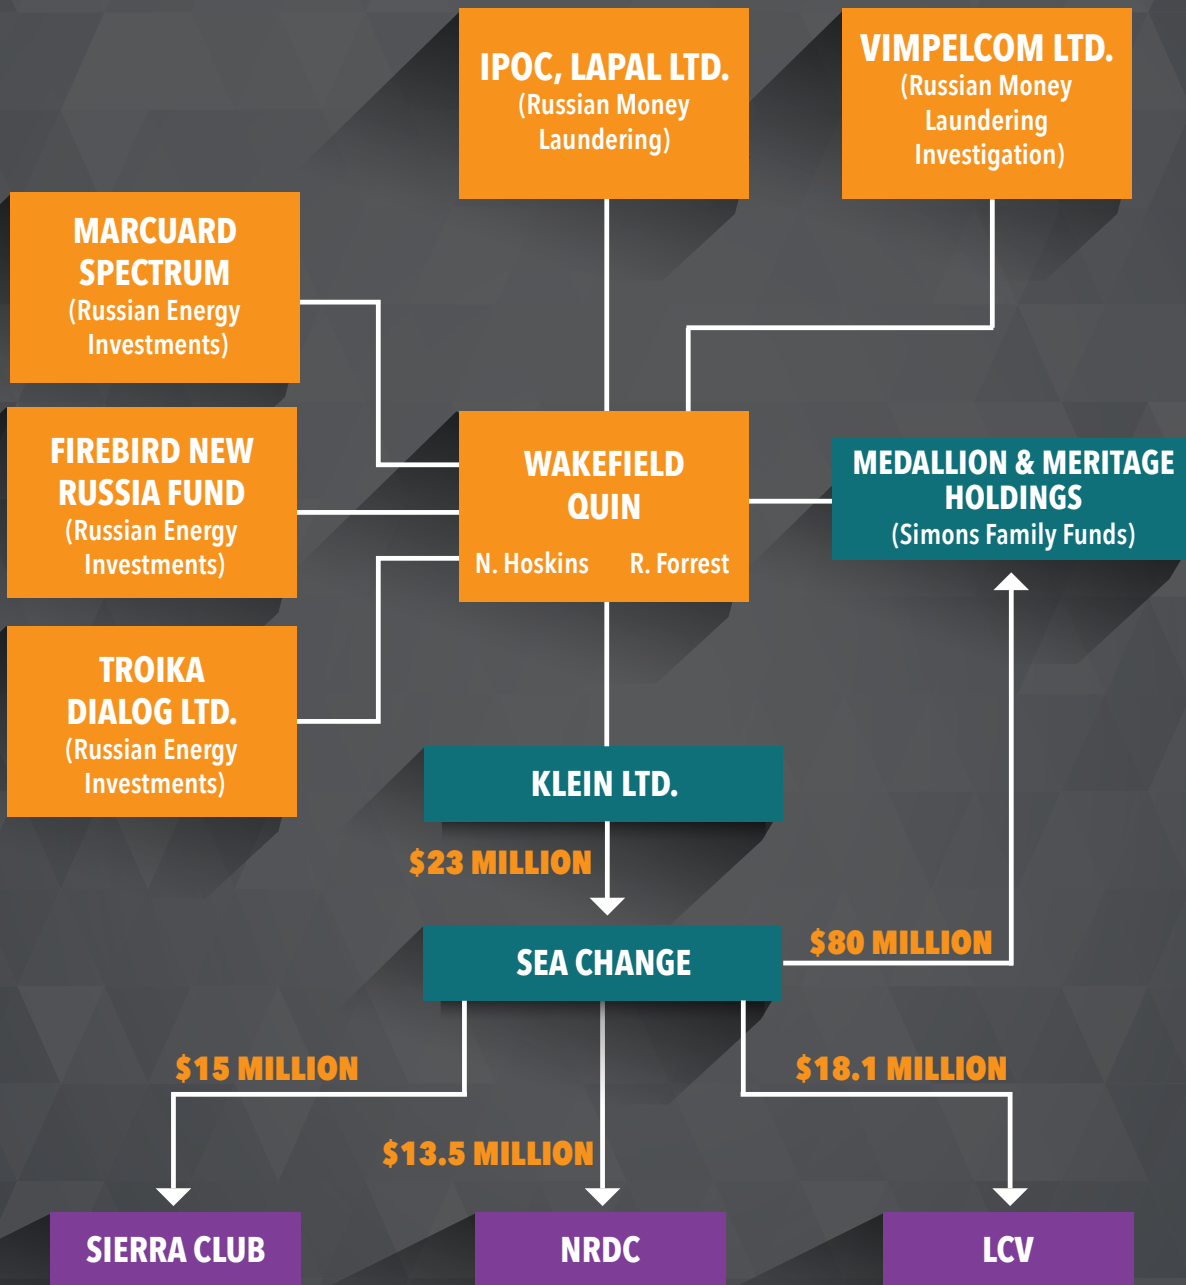 IPOC, LAPAL LTD.
(Russian Money
Laundering)
VIMPELCOM LTD.
(Russian Money
Laundering
Investigation)
MARCUARD
SPECTRUM
(Russian Energy
Investments)
FIREBIRD NEW
RUSSIA FUND
(Russian Energy
Investments)
TROIKA
DIALOG LTD.
(Russian Energy
Investments)
WAKEFIELD
QUIN
N. Hoskins R. Forrest
MEDALLION & MERITAGE
HOLDINGS
(Simons Family Funds)
KLEIN LTD.
$23 MILLION
SEA CHANGE
$80 MILLION
$15 MILLION
$13.5 MILLION
$18.1 MILLION
SIERRA CLUB
NRDC
LCV